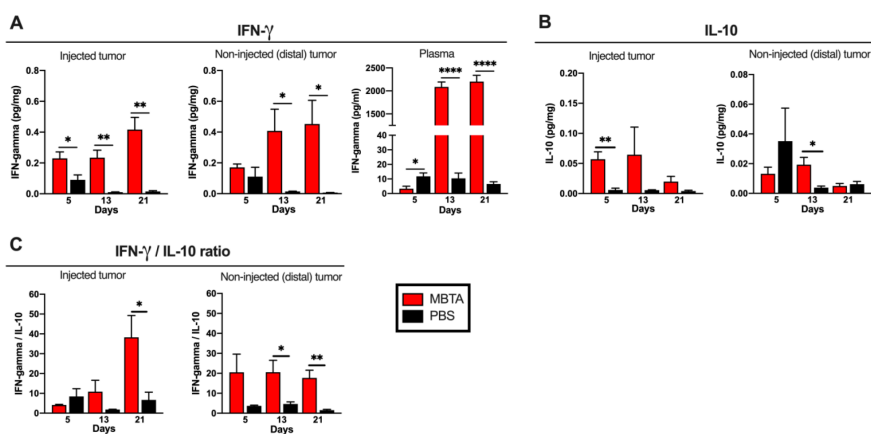 A
IFN-γ
Injected tumor
Non-injected (distal) tumor
Plasma
IFN-gamma (pg/mg)
0.8
0.6
0.4
0.2
0.0
*
**
**
5
13
21
Days
IFN-gamma (pg/mg)
0.8
0.6
0.4
0.2
0.0
*
*
5
13
21
Days
IFN-gamma (pg/ml)
2500
2000
1500
1000
500
40
30
20
10
0
*
****
****
5
13
21
Days
B
IL-10
Injected tumor
Non-injected (distal) tumor
IL-10 (pg/mg)
0.20
0.15
0.10
0.05
0.00
**
5
13
21
Days
IL-10 (pg/mg)
0.08
0.06
0.04
0.02
0.00
*
5
13
21
Days
C
IFN-γ / IL-10 ratio
Injected tumor
Non-injected (distal) tumor
IFN-gamma / IL-10
60
50
40
30
20
10
0
*
5
13
21
Days
IFN-gamma / IL-10
60
50
40
30
20
10
0
*
**
5
13
21
Days
MBTA
PBS